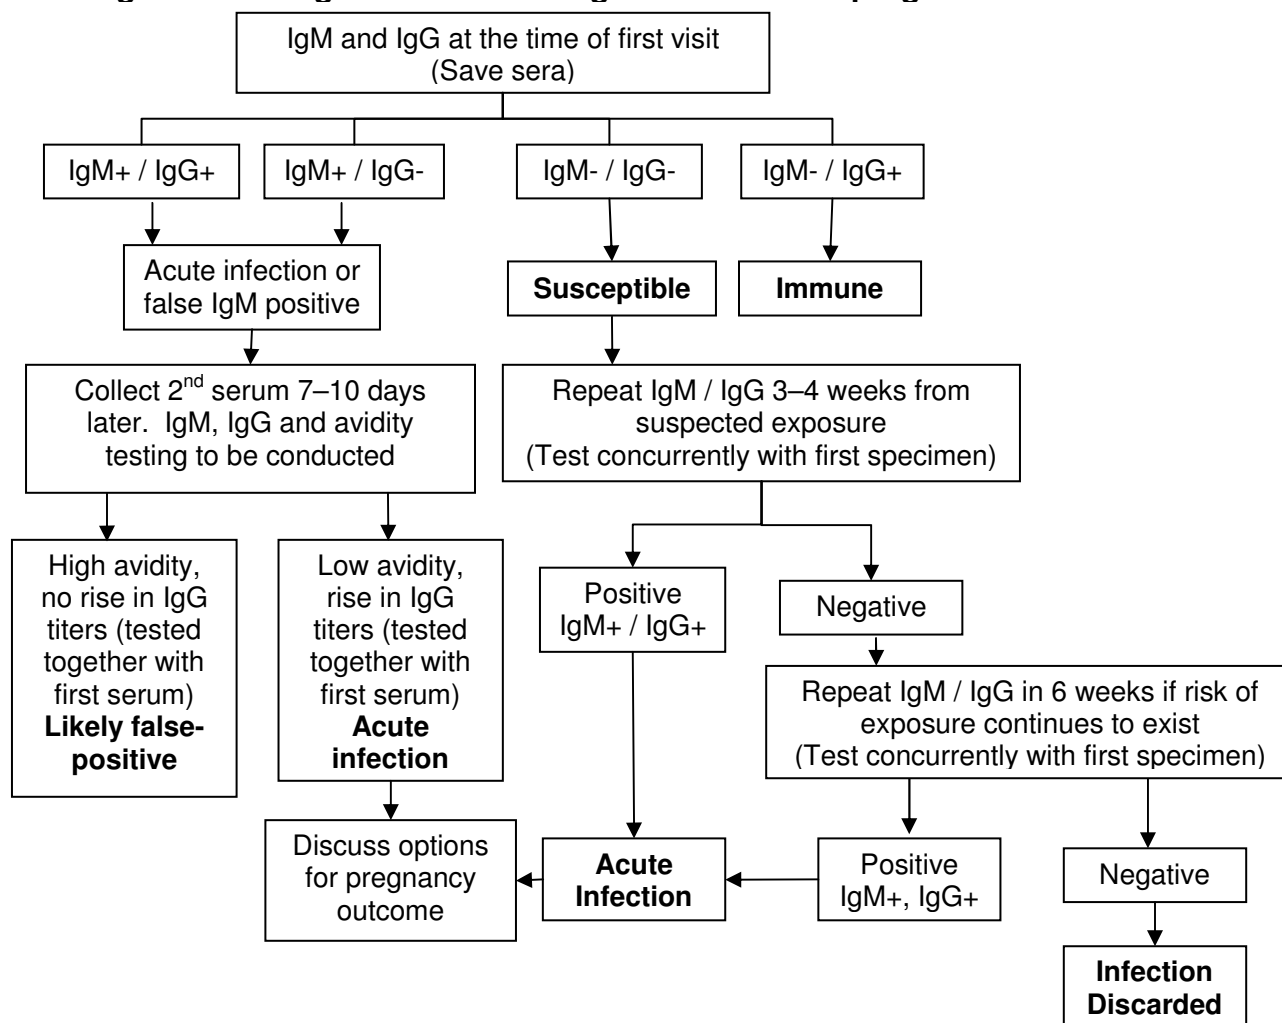 IgM and IgG at the time of first visit
(Save sera)
IgM+ / IgG+
IgM+ / IgG-
IgM- / IgG-
IgM- / IgG+
Acute infection or
false IgM positive
Susceptible
Immune
Collect 2nd serum 7–10 days
later.  IgM, IgG and avidity
testing to be conducted
Repeat IgM / IgG 3–4 weeks from
suspected exposure
(Test concurrently with first specimen)
High avidity,
no rise in IgG
titers (tested
together with
first serum)
Likely false-
positive
Low avidity,
rise in IgG
titers (tested
together with
first serum)
Acute
infection
Positive
IgM+ / IgG+
Negative
Repeat IgM / IgG in 6 weeks if risk of
exposure continues to exist
(Test concurrently with first specimen)
Discuss options
for pregnancy
outcome
Acute
Infection
Positive
IgM+, IgG+
Negative
Infection
Discarded